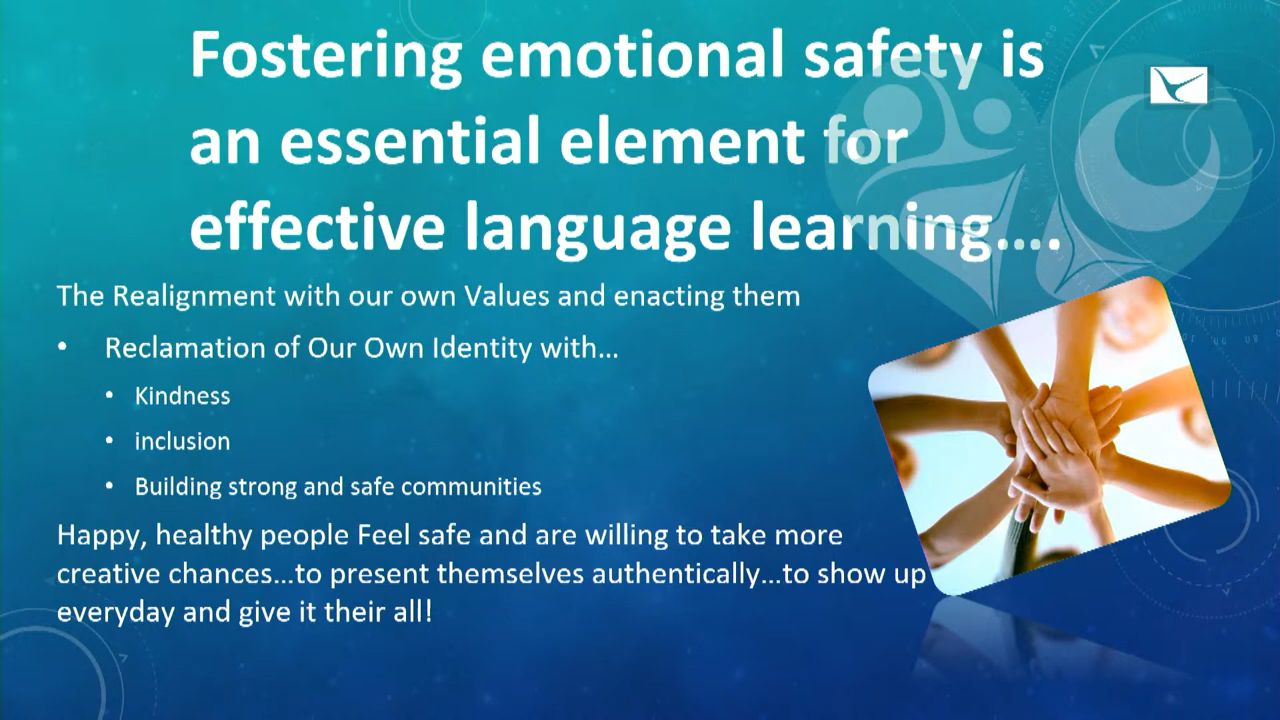 Fostering emotional safety is
an essential element for
effective language learning....
The Realignment with our own Values and enacting them
• Reclamation of Our Own Identity with...
• Kindness
• inclusion
• Building strong and safe communities
Happy, healthy people Feel safe and are willing to take more
creative chances...to present themselves authentically...to show up
everyday and give it their all!